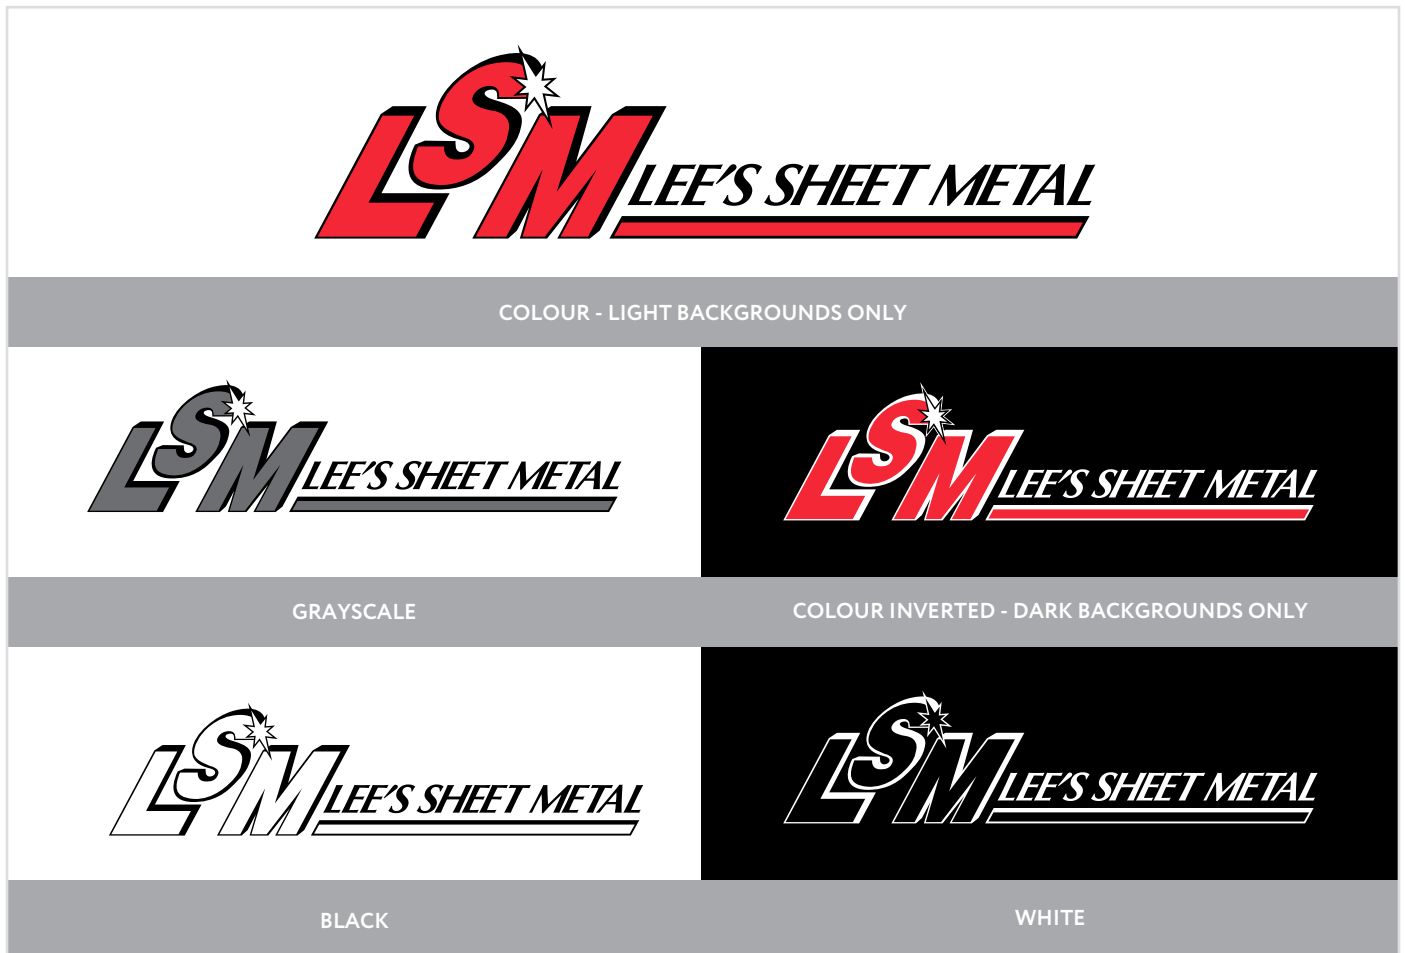 LSM LEE'S SHEET METAL
COLOUR - LIGHT BACKGROUNDS ONLY
LSM LEE'S SHEET METAL
LSM LEE'S SHEET METAL
GRAYSCALE
COLOUR INVERTED - DARK BACKGROUNDS ONLY
LSM LEE'S SHEET METAL
LSM LEE'S SHEET METAL
BLACK
WHITE